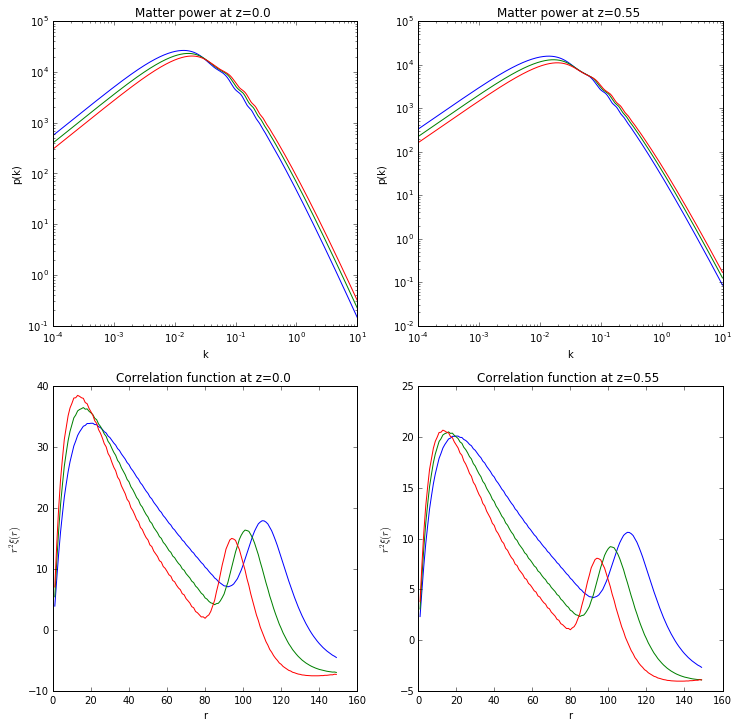 Matter power at z=0.0
10^5
10^4
10^3
10^2
10^1
10^0
10^-1
p(k)
10^-4 10^-3 10^-2 10^-1 10^0 10^1
k
Matter power at z=0.55
10^5
10^4
10^3
10^2
10^1
10^0
10^-1
10^-2
p(k)
10^-4 10^-3 10^-2 10^-1 10^0 10^1
k
Correlation function at z=0.0
40
30
20
10
0
−10
r^2ξ(r)
0 20 40 60 80 100 120 140 160
r
Correlation function at z=0.55
25
20
15
10
5
0
−5
r^2ξ(r)
0 20 40 60 80 100 120 140 160
r